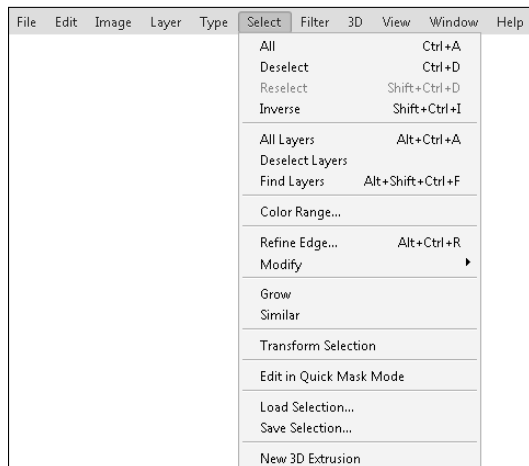 File Edit Image Layer Type Select Filter 3D View Window Help
All Ctrl+A
Deselect Ctrl+D
Reselect Shift+Ctrl+D
Inverse Shift+Ctrl+I
All Layers Alt+Ctrl+A
Deselect Layers
Find Layers Alt+Shift+Ctrl+F
Color Range...
Refine Edge... Alt+Ctrl+R
Modify
Grow
Similar
Transform Selection
Edit in Quick Mask Mode
Load Selection...
Save Selection...
New 3D Extrusion